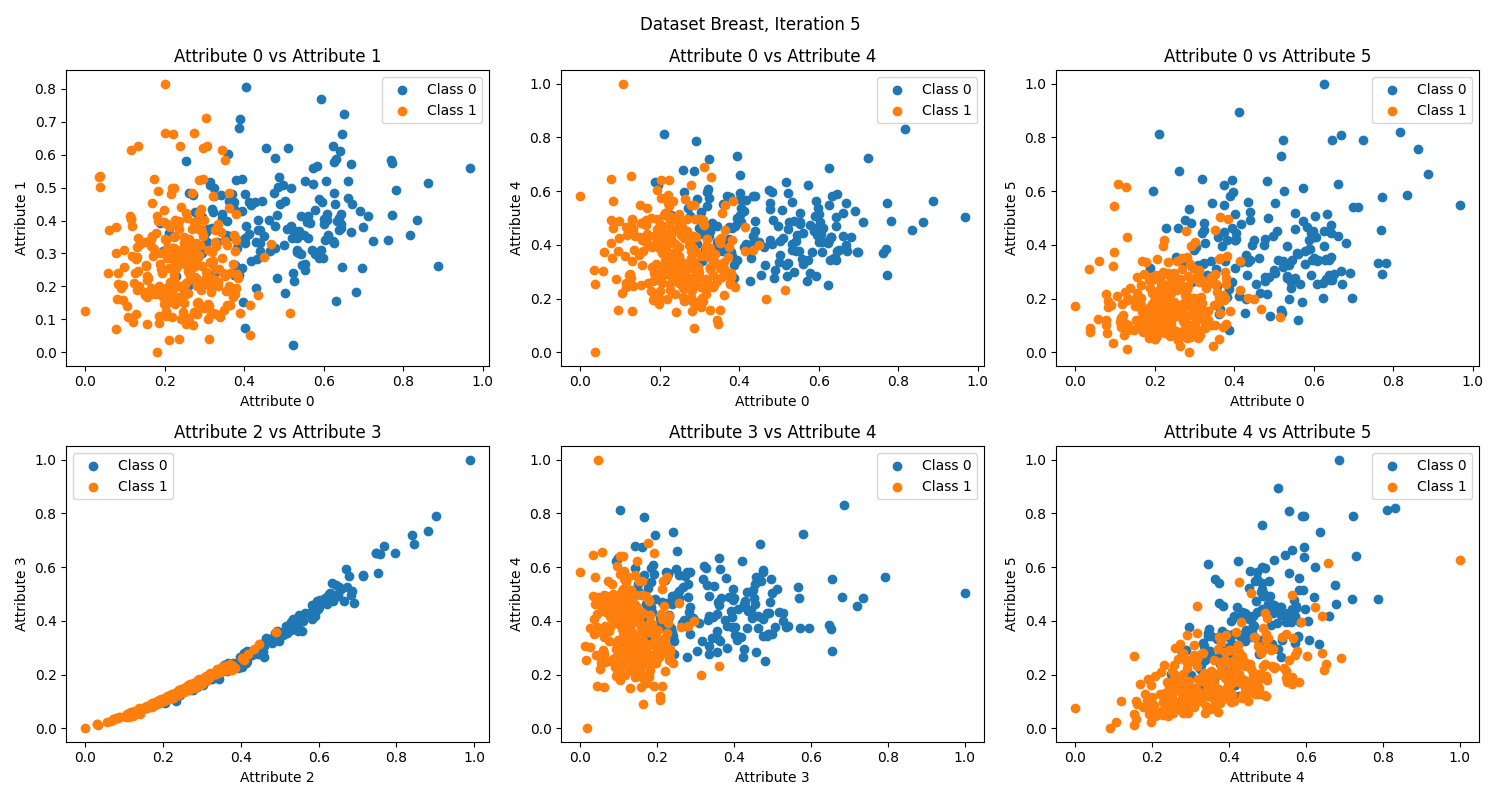 Dataset Breast, Iteration 5
Attribute 0 vs Attribute 1
Class 0
Class 1
Attribute 1
0.8
0.7
0.6
0.5
0.4
0.3
0.2
0.1
0.0
0.0 0.2 0.4 0.6 0.8 1.0
Attribute 0
Attribute 0 vs Attribute 4
Class 0
Class 1
Attribute 4
1.0
0.8
0.6
0.4
0.2
0.0
0.0 0.2 0.4 0.6 0.8 1.0
Attribute 0
Attribute 0 vs Attribute 5
Class 0
Class 1
Attribute 5
1.0
0.8
0.6
0.4
0.2
0.0
0.0 0.2 0.4 0.6 0.8 1.0
Attribute 0
Attribute 2 vs Attribute 3
Class 0
Class 1
Attribute 3
1.0
0.8
0.6
0.4
0.2
0.0
0.0 0.2 0.4 0.6 0.8 1.0
Attribute 2
Attribute 3 vs Attribute 4
Class 0
Class 1
Attribute 4
1.0
0.8
0.6
0.4
0.2
0.0
0.0 0.2 0.4 0.6 0.8 1.0
Attribute 3
Attribute 4 vs Attribute 5
Class 0
Class 1
Attribute 5
1.0
0.8
0.6
0.4
0.2
0.0
0.0 0.2 0.4 0.6 0.8 1.0
Attribute 4